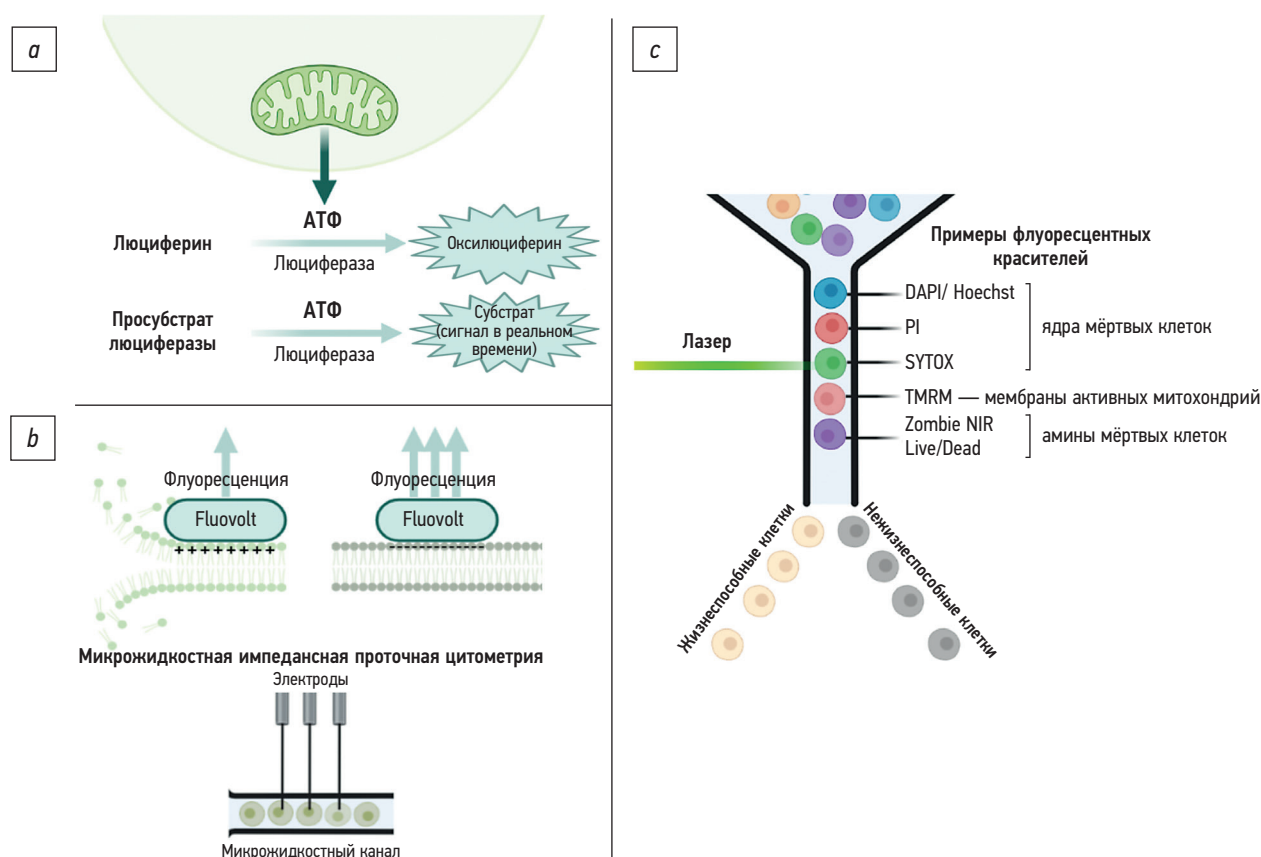 a
АТФ
Люциферин
Люцифераза
Оксилюциферин
Просубстрат
люциферазы
АТФ
Люцифераза
Субстрат
(сигнал в реальном
времени)
b
Флуоресценция
Fluovolt
+ + + + + + + +
Флуоресценция
Fluovolt
Микрожидкостная импедансная проточная цитометрия
Электроды
Микрожидкостный канал
c
Примеры флуоресцентных
красителей
DAPI/ Hoechst
PI
SYTOX
ядра мёртвых клеток
Лазер
TMRM — мембраны активных митохондрий
Zombie NIR
Live/Dead
амины мёртвых клеток
Жизнеспособные клетки
Нежизнеспособные клетки